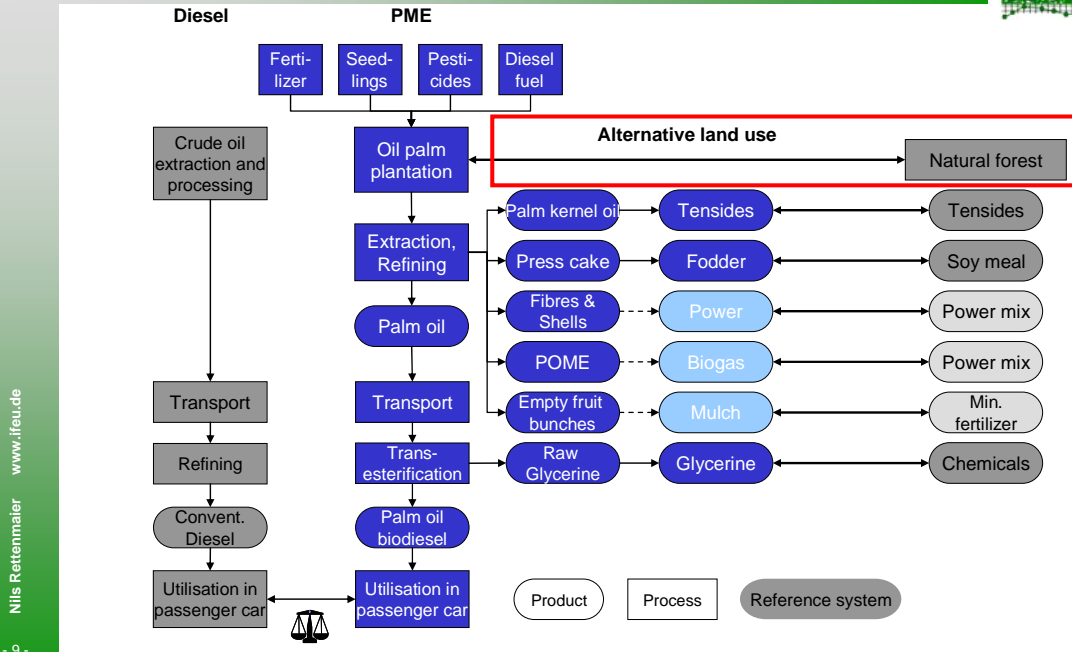 Diesel
PME
Ferti-
lizer
Seed-
lings
Pesti-
cides
Diesel
fuel
Crude oil
extraction and
processing
Oil palm
plantation
Alternative land use
Natural forest
Palm kernel oil
Tensides
Tensides
Extraction,
Refining
Press cake
Fodder
Soy meal
Fibres &
Shells
Power
Power mix
Palm oil
POME
Biogas
Power mix
Transport
Transport
Empty fruit
bunches
Mulch
Min.
fertilizer
Refining
Trans-
esterification
Raw
Glycerine
Glycerine
Chemicals
Convent.
Diesel
Palm oil
biodiesel
Utilisation in
passenger car
Utilisation in
passenger car
Product
Process
Reference system
Nils Rettenmaier www.ifeu.de